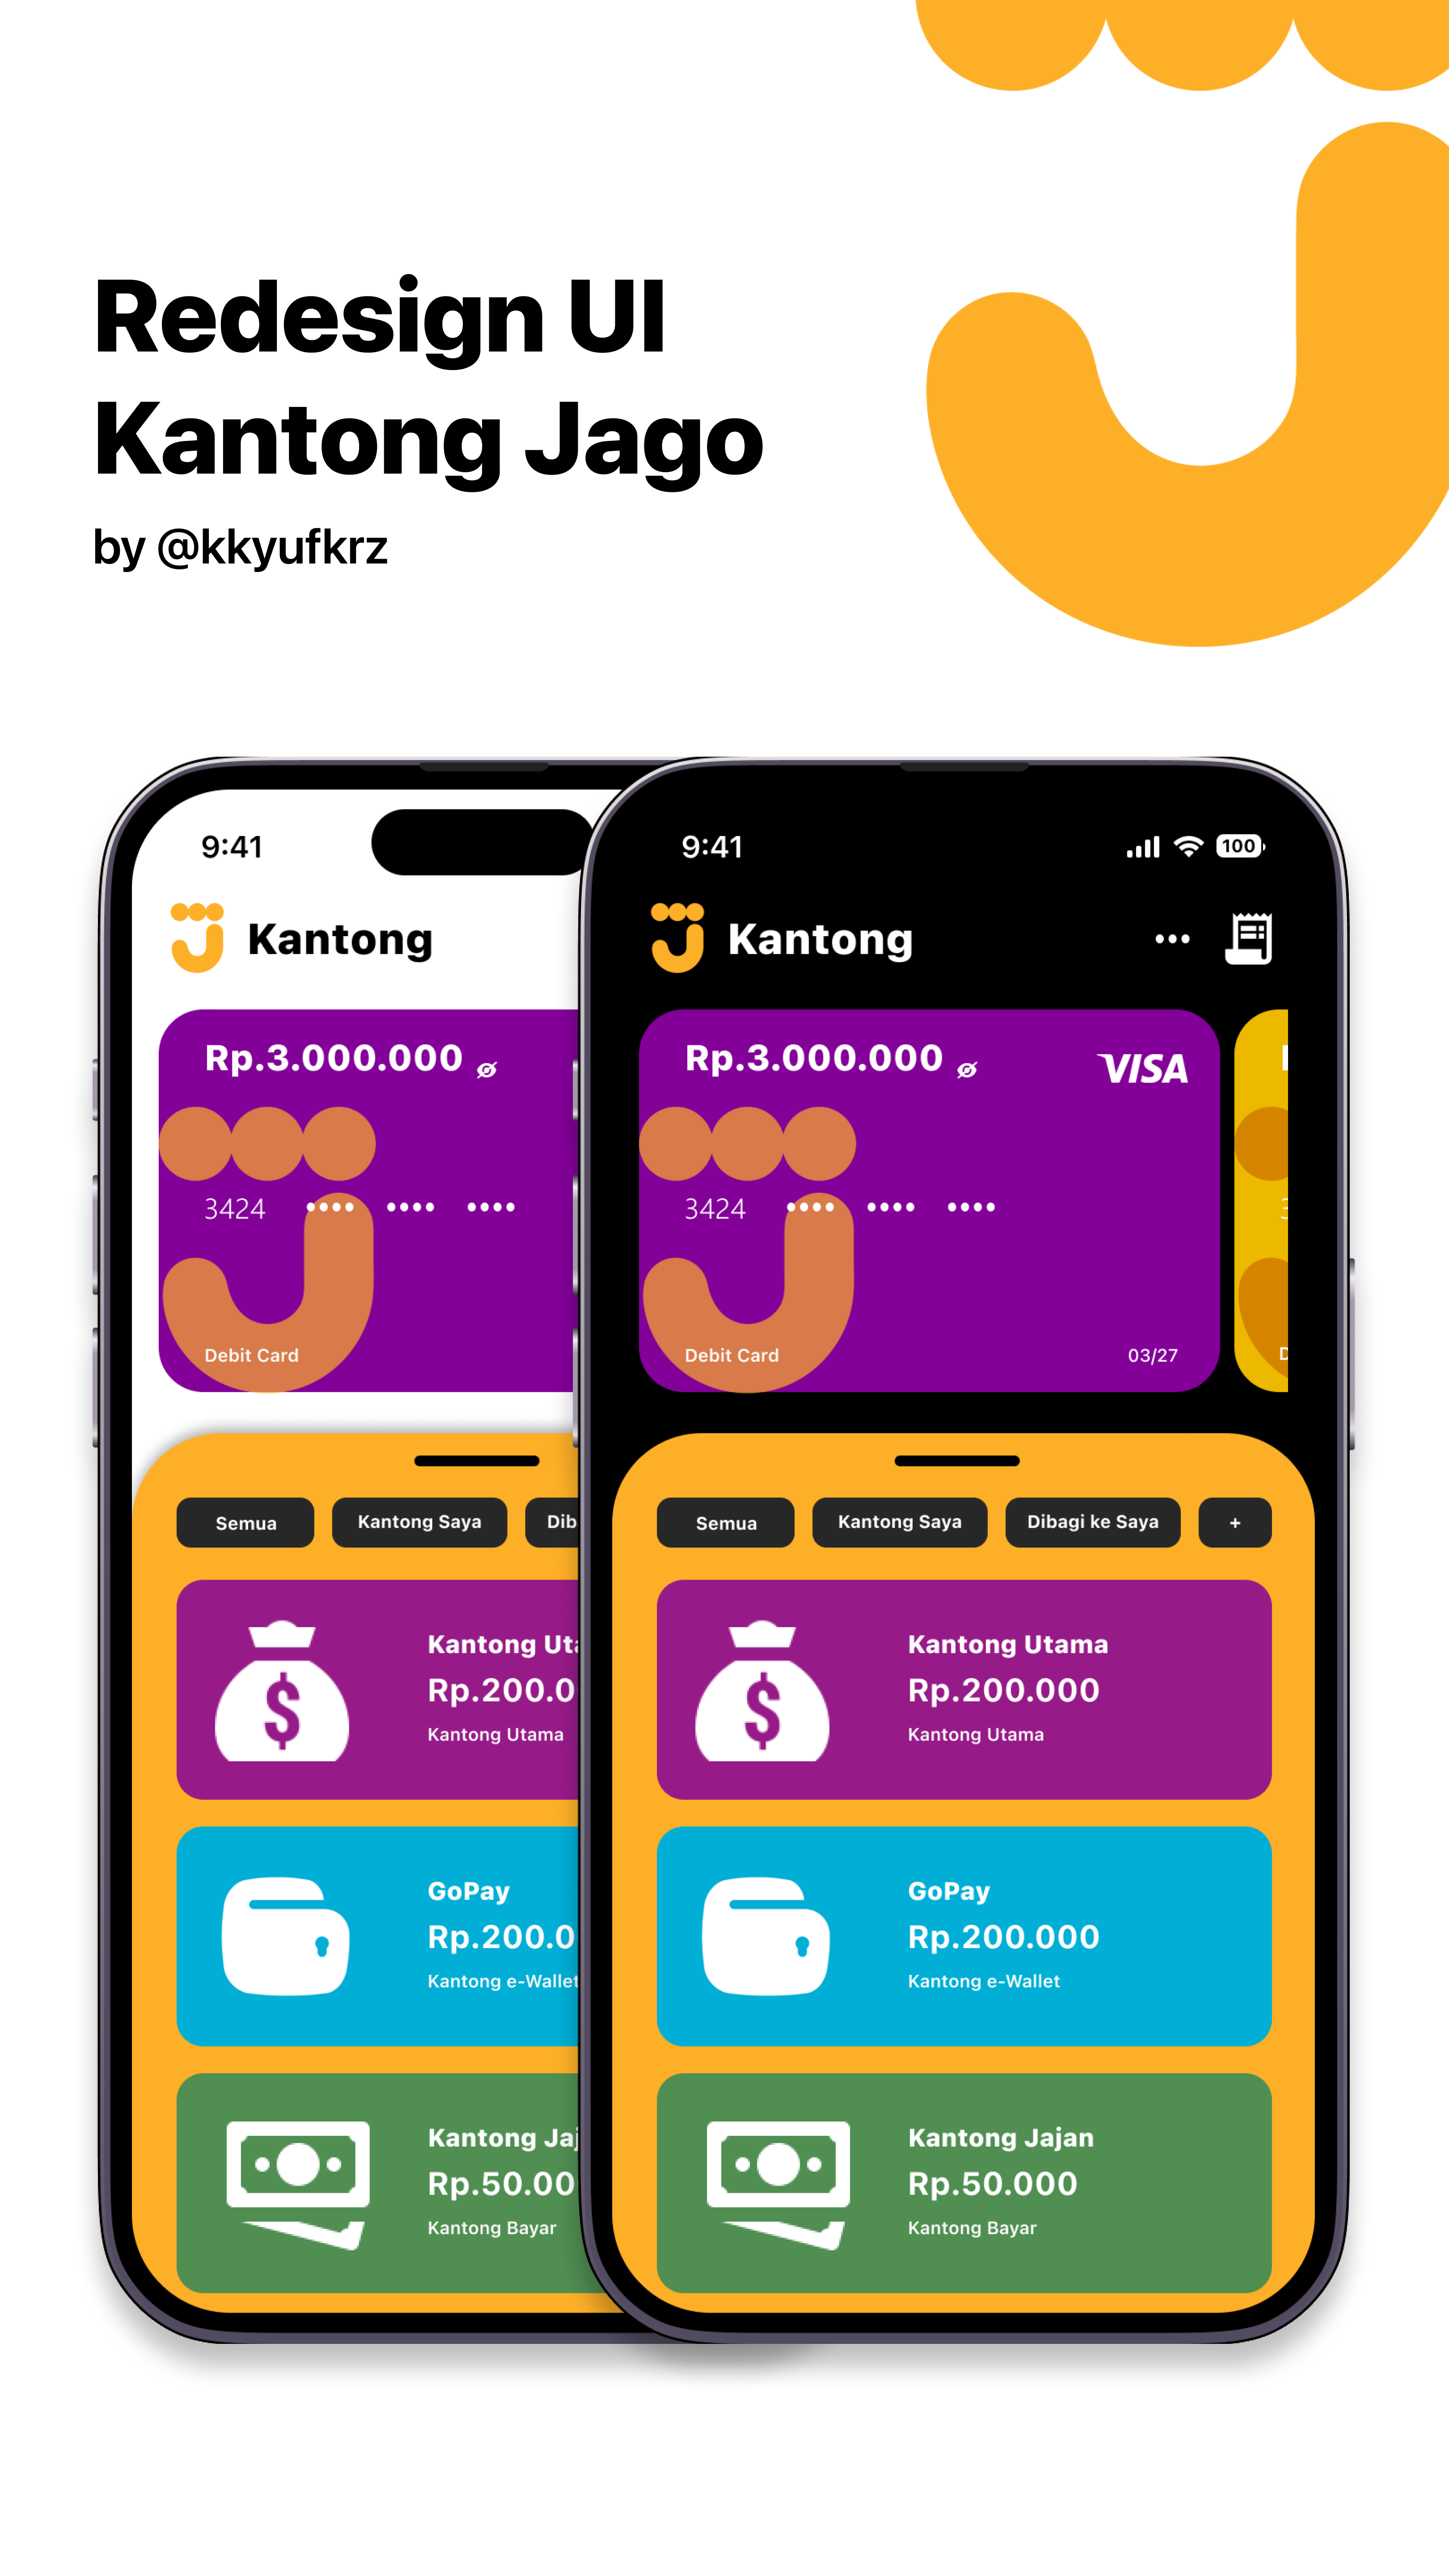 Redesign UI
Kantong Jago
by @kkyufkrz
9:41
Kantong
Rp.3.000.000
3424 •••• •••• ••••
Debit Card
Semua
Kantong Saya
Dib
Kantong Uta
Rp.200.0
Kantong Utama
GoPay
Rp.200.0
Kantong e-Wallet
Kantong Jaj
Rp.50.00
Kantong Bayar
9:41
100
Kantong
Rp.3.000.000
VISA
3424 •••• •••• ••••
Debit Card
03/27
Semua
Kantong Saya
Dibagi ke Saya
+
$
Kantong Utama
Rp.200.000
Kantong Utama
GoPay
Rp.200.000
Kantong e-Wallet
Kantong Jajan
Rp.50.000
Kantong Bayar